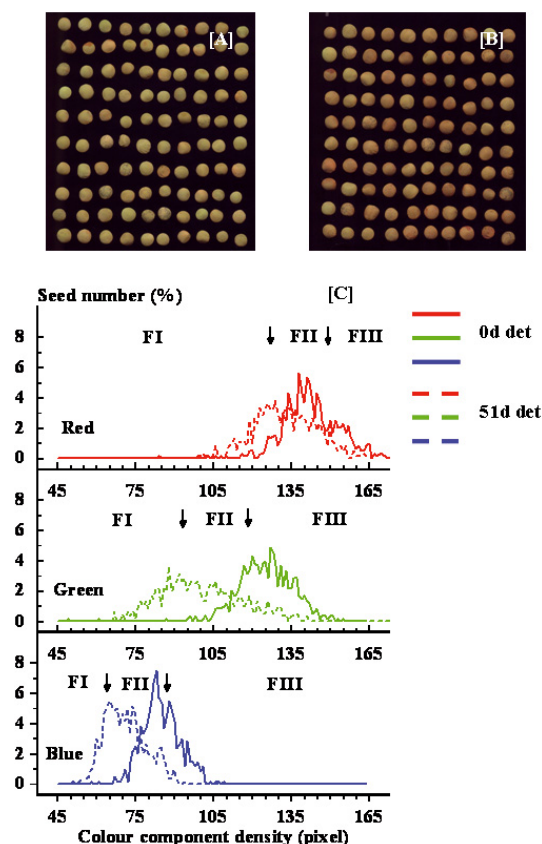 [A]
[B]
Seed number (%)
[C]
8
6
4
2
0
FI
FII
FIII
Red
45
75
105
135
165
0d det
51d det
8
6
4
2
0
FI
FII
FIII
Green
45
75
105
135
165
8
6
4
2
0
FI
FII
FIII
Blue
45
75
105
135
165
Colour component density (pixel)